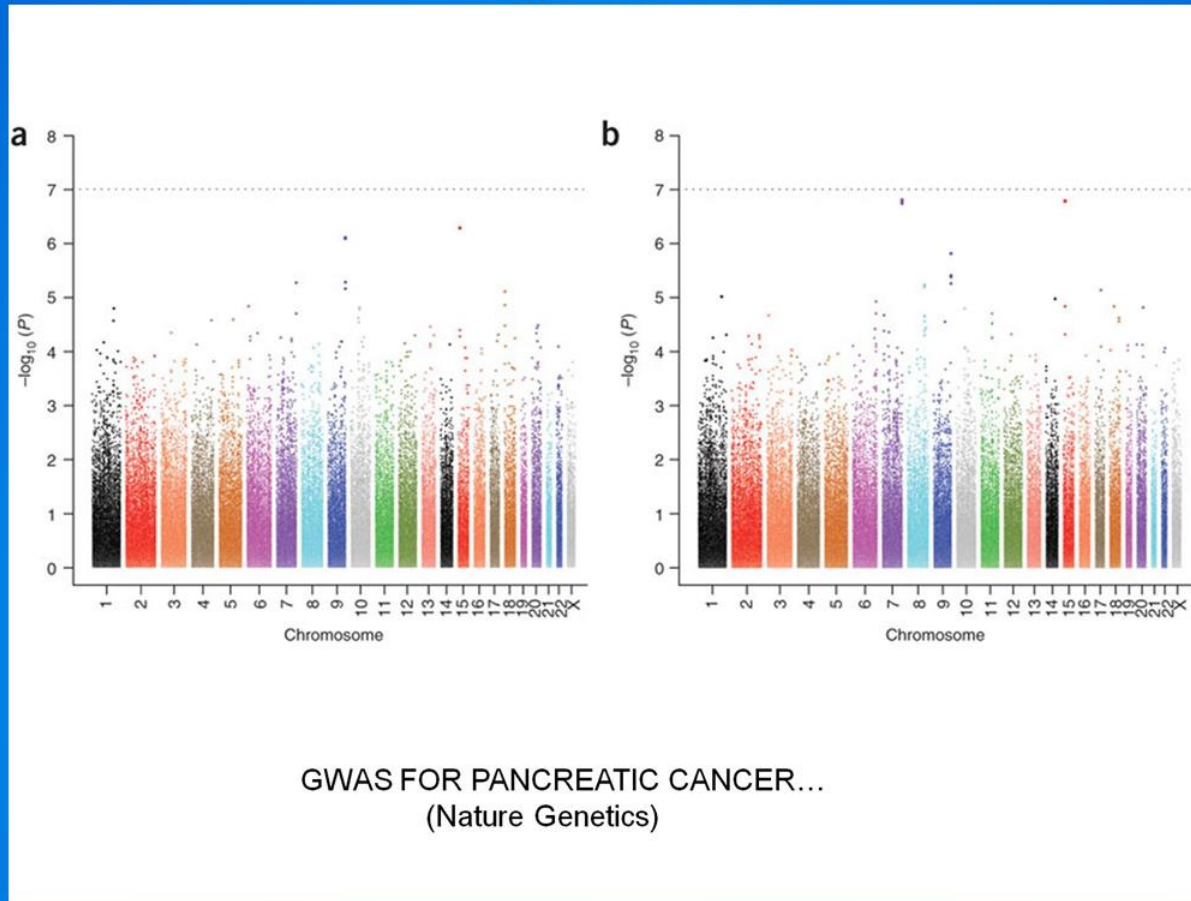 a
8
7
6
5
4
3
2
1
0
−log10 (P)
1 2 3 4 5 6 7 8 9 10 11 12 13 14 15 16 17 18 19 20 21 22 X
Chromosome
b
8
7
6
5
4
3
2
1
0
−log10 (P)
1 2 3 4 5 6 7 8 9 10 11 12 13 14 15 16 17 18 19 20 21 22 X
Chromosome
GWAS FOR PANCREATIC CANCER...
(Nature Genetics)